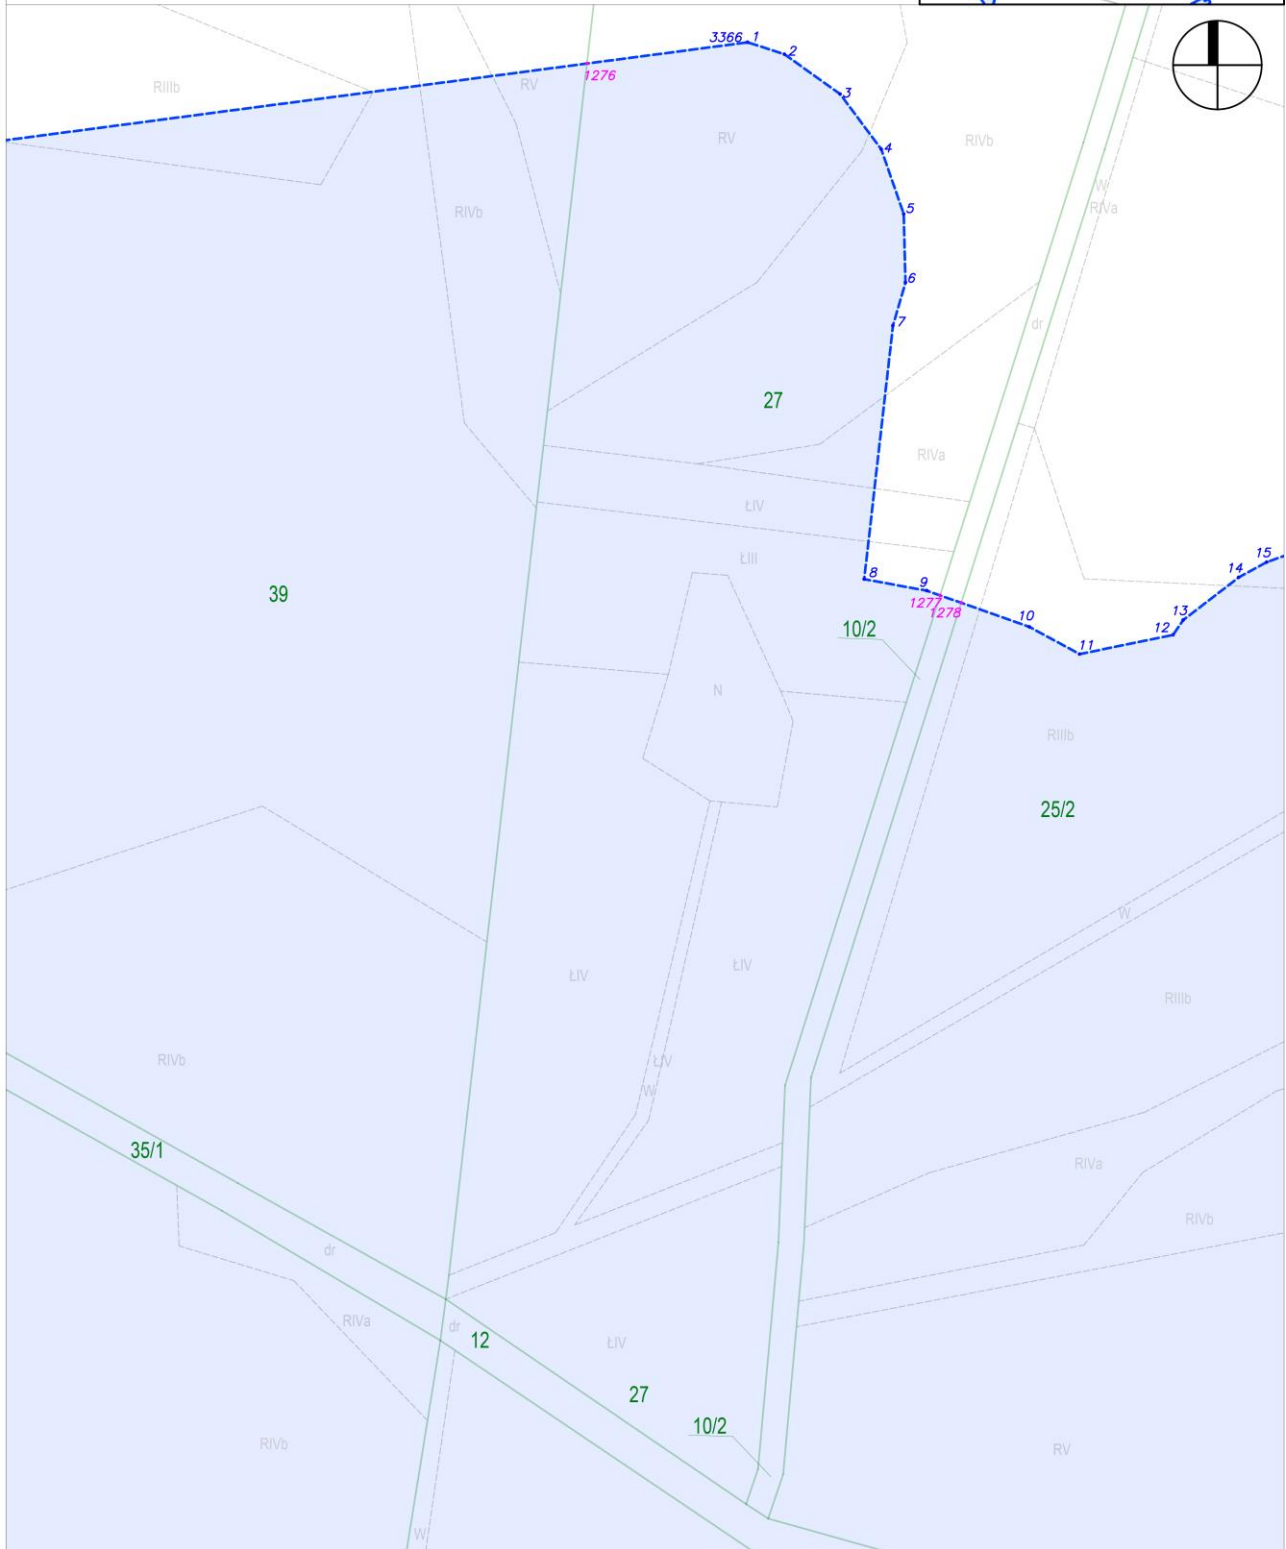 3366 1
2
1276
RIIIb
RV
3
RV
RIVb
4
W
RIVb
5
RIVa
6
dr
7
27
RIVa
ŁIV
15
ŁIII
14
8
9
39
1277
1278
13
10
10/2
12
11
N
RIIIb
25/2
W
ŁIV
ŁIV
RIIIb
RIVb
ŁIV
W
35/1
RIVa
RIVb
dr
RIVa
dr
12
ŁIV
27
10/2
RIVb
RV
W